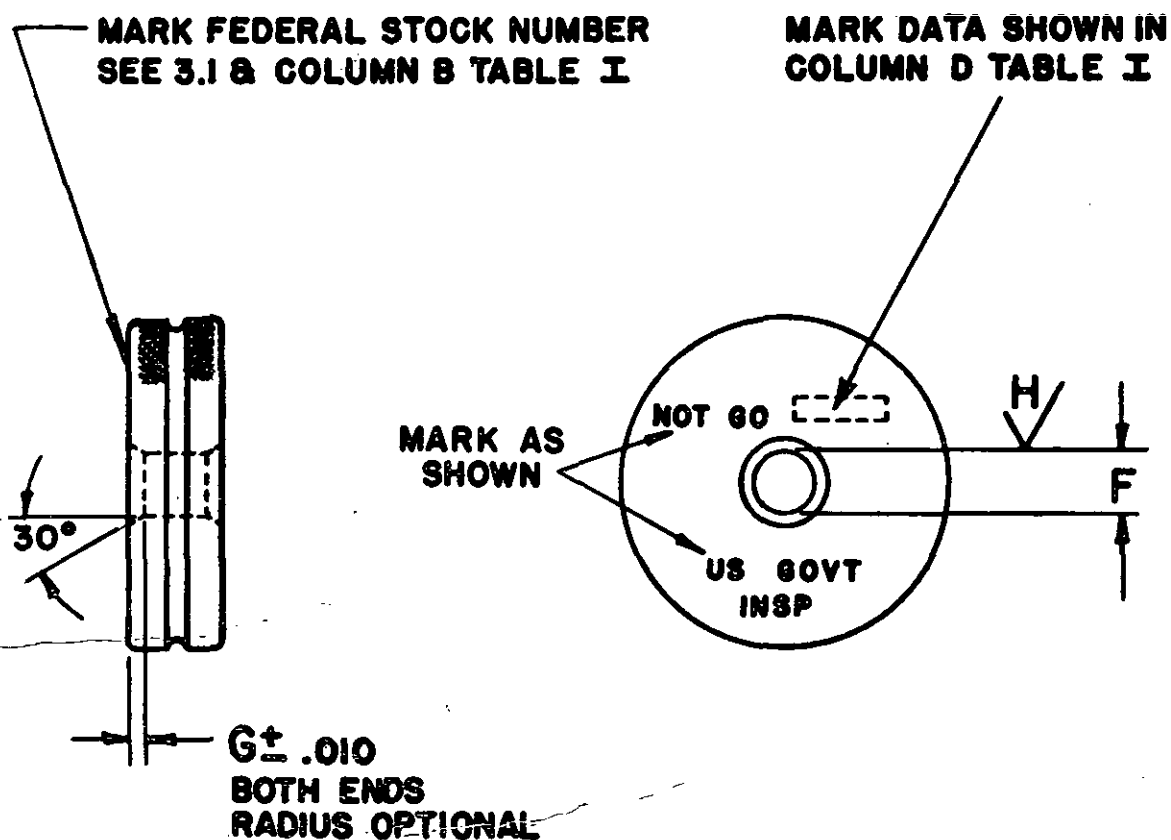 MARK FEDERAL STOCK NUMBER
SEE 3.1 & COLUMN B TABLE I
MARK DATA SHOWN IN
COLUMN D TABLE I
NOT GO
H
MARK AS
SHOWN
F
30°
US GOVT
INSP
G± .010
BOTH ENDS
RADIUS OPTIONAL